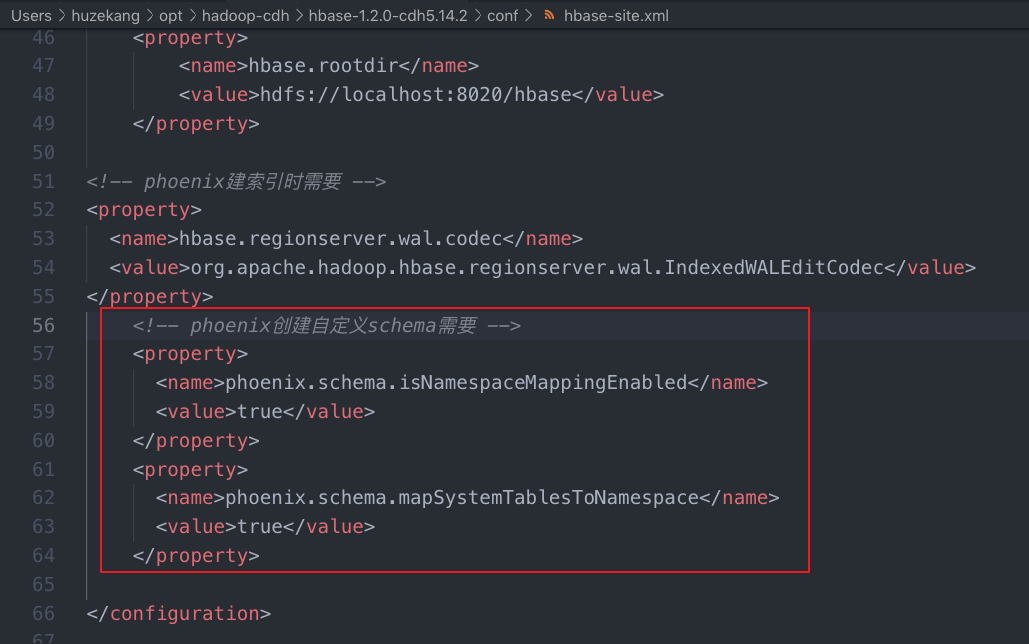 Users > huzekang > opt > hadoop-cdh > hbase-1.2.0-cdh5.14.2 > conf > hbase-site.xml
46 <property>
47 <name>hbase.rootdir</name>
48 <value>hdfs://localhost:8020/hbase</value>
49 </property>
50
51 <!-- phoenix建索引时需要 -->
52 <property>
53 <name>hbase.regionserver.wal.codec</name>
54 <value>org.apache.hadoop.hbase.regionserver.wal.IndexedWALEditCodec</value>
55 </property>
56 <!-- phoenix创建自定义schema需要 -->
57 <property>
58 <name>phoenix.schema.isNamespaceMappingEnabled</name>
59 <value>true</value>
60 </property>
61 <property>
62 <name>phoenix.schema.mapSystemTablesToNamespace</name>
63 <value>true</value>
64 </property>
65
66 </configuration>
67